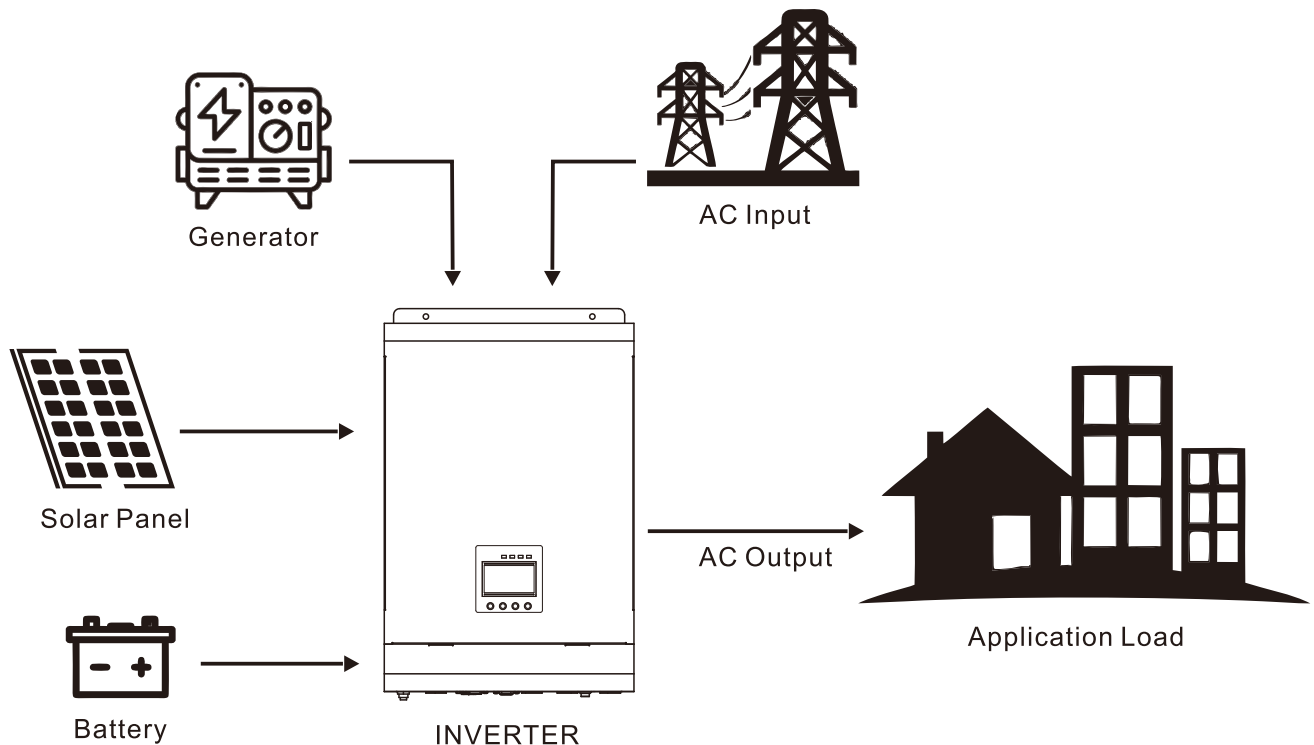 AC Input
Generator
Solar Panel
AC Output
Application Load
Battery
INVERTER